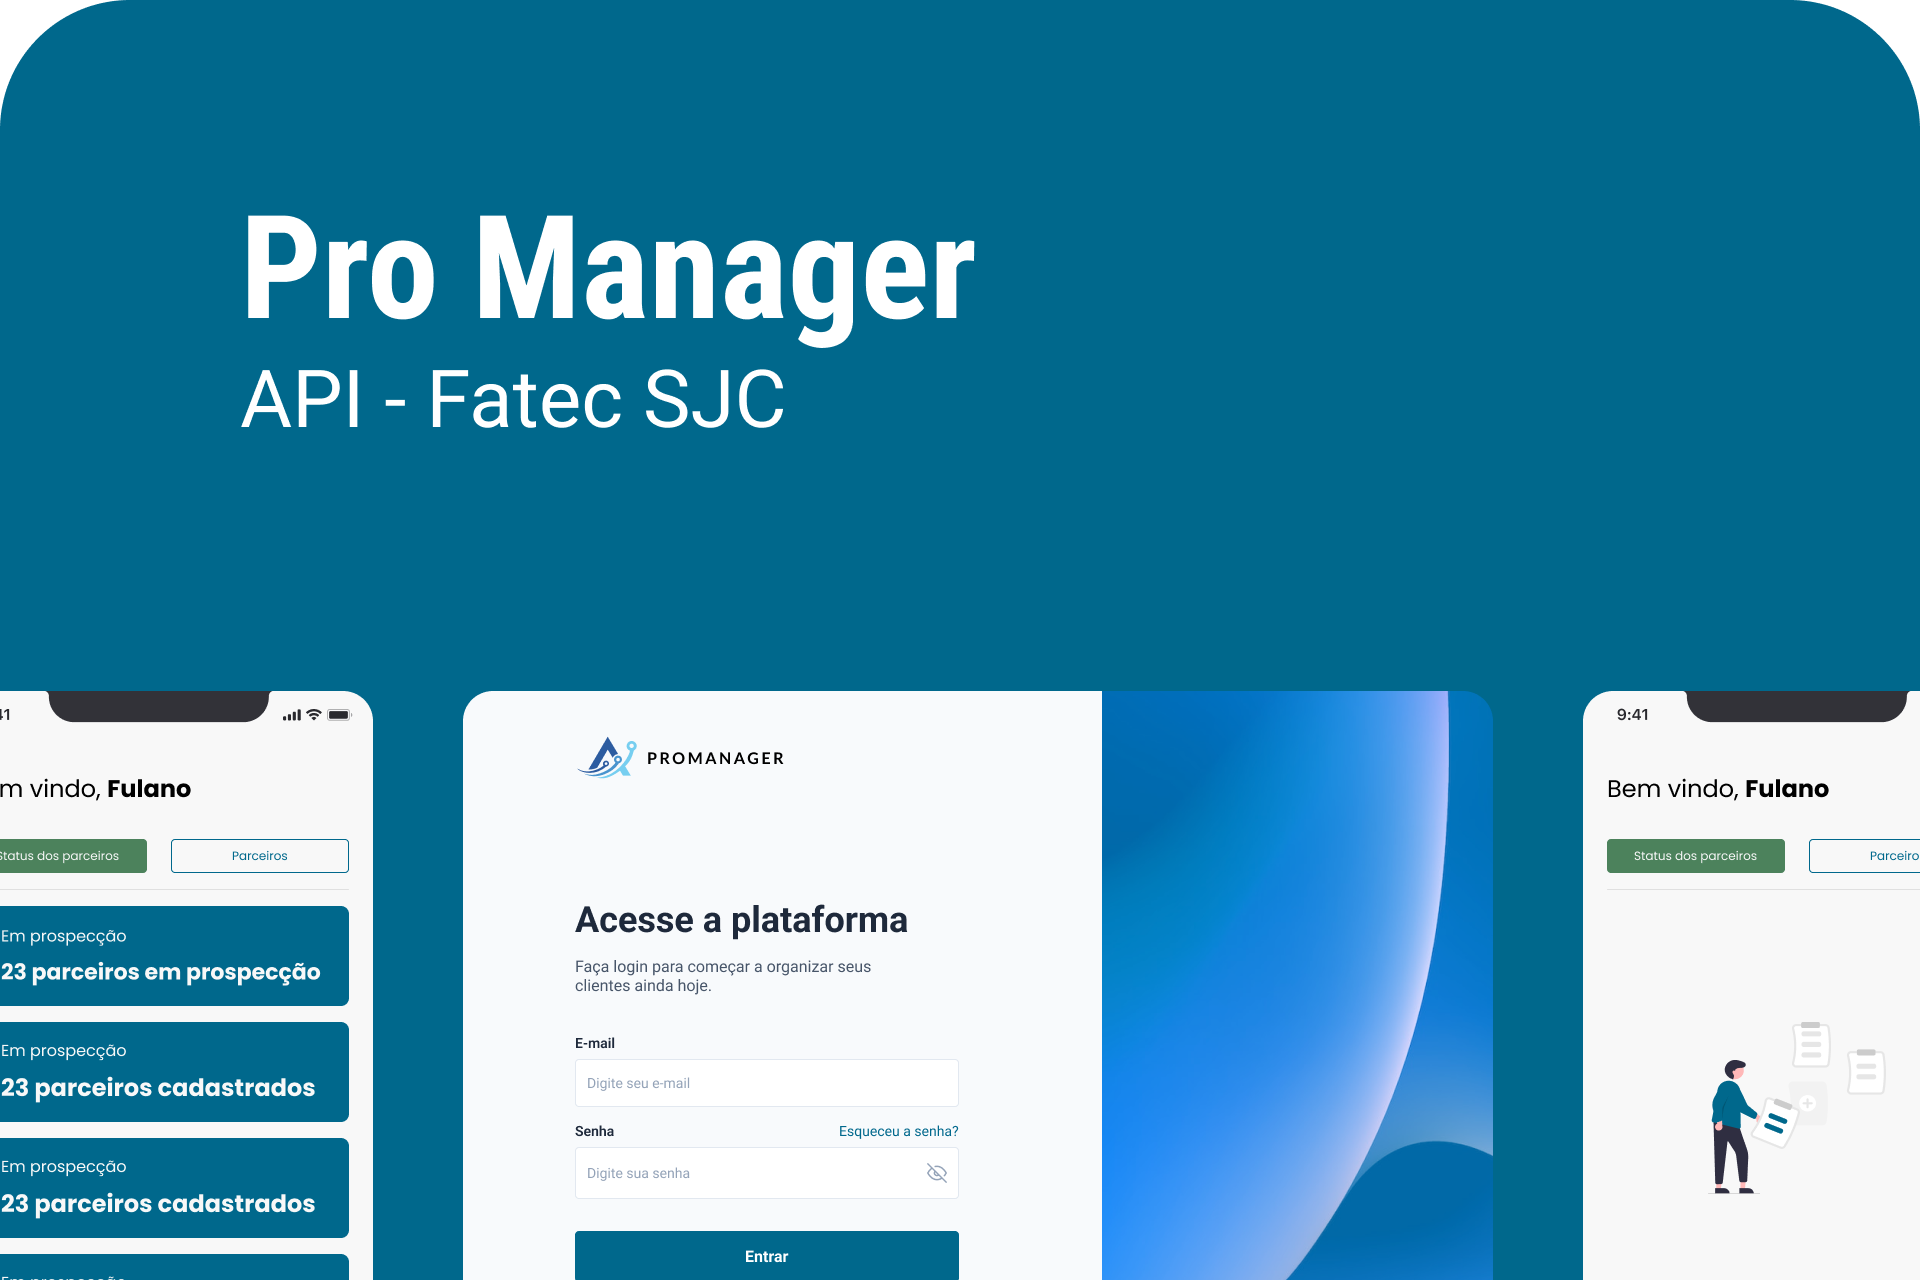 Pro Manager
API - Fatec SJC
vindo, Fulano
Status dos parceiros
Parceiros
Em prospecção
23 parceiros em prospecção
Em prospecção
23 parceiros cadastrados
Em prospecção
23 parceiros cadastrados
PROMANAGER
Acesse a plataforma
Faça login para começar a organizar seus
clientes ainda hoje.
E-mail
Digite seu e-mail
Senha
Esqueceu a senha?
Digite sua senha
Entrar
9:41
Bem vindo, Fulano
Status dos parceiros
Parceiro